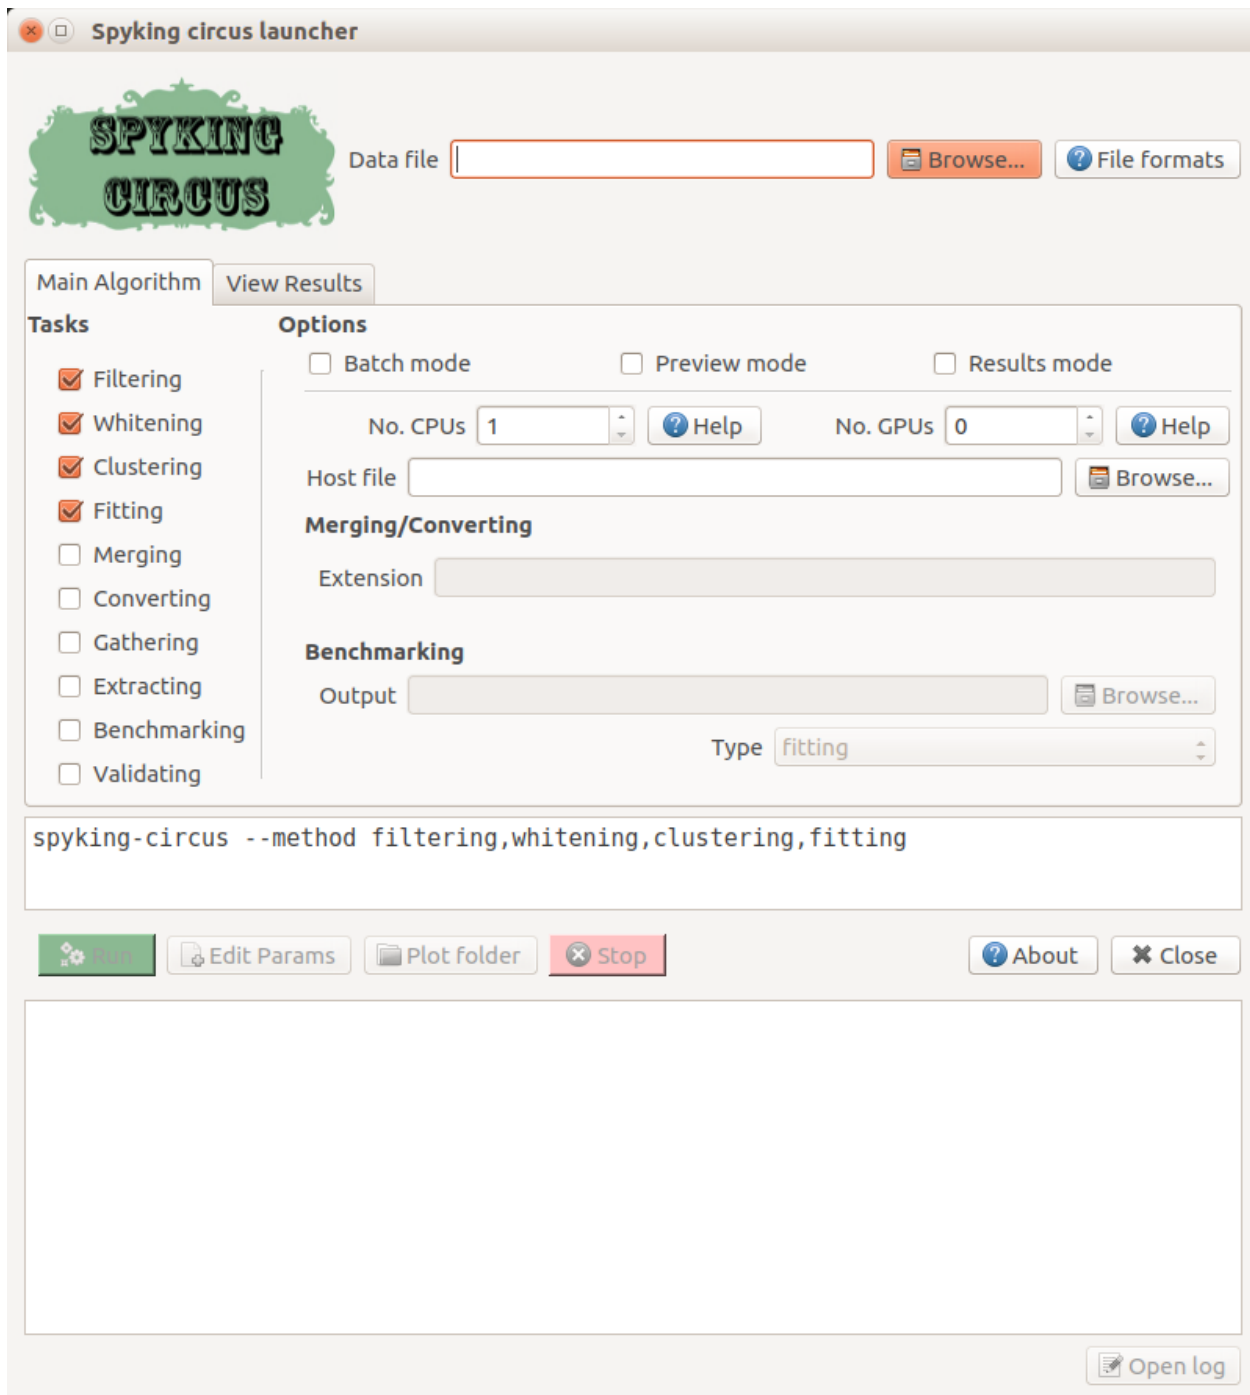 Spyking circus launcher
SPYKING
CIRCUS
Data file
Browse...
File formats
Main Algorithm
View Results
Tasks
Filtering
Whitening
Clustering
Fitting
Merging
Converting
Gathering
Extracting
Benchmarking
Validating
Options
Batch mode
Preview mode
Results mode
No. CPUs
1
Help
No. GPUs
0
Help
Host file
Browse...
Merging/Converting
Extension
Benchmarking
Output
Browse...
Type
fitting
spyking-circus --method filtering,whitening,clustering,fitting
Run
Edit Params
Plot folder
Stop
About
Close
Open log